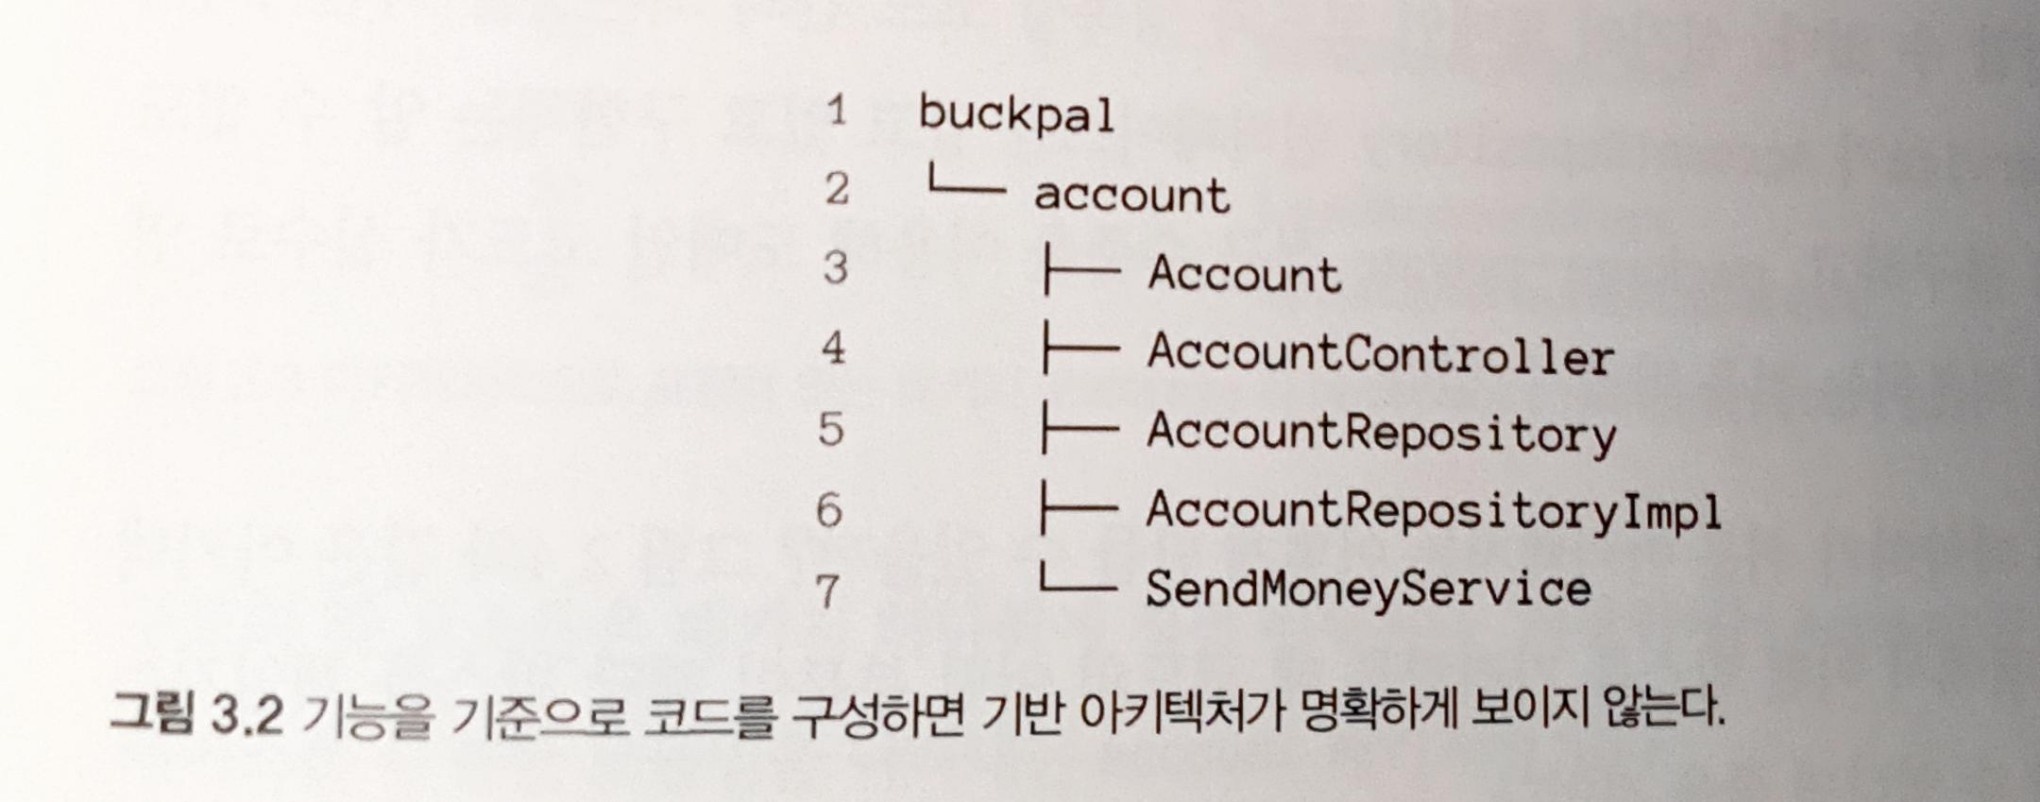 1 buckpal
2 └── account
3 ├── Account
4 ├── AccountController
5 ├── AccountRepository
6 ├── AccountRepositoryImpl
7 └── SendMoneyService
그림 3.2 기능을 기준으로 코드를 구성하면 기반 아키텍처가 명확하게 보이지 않는다.